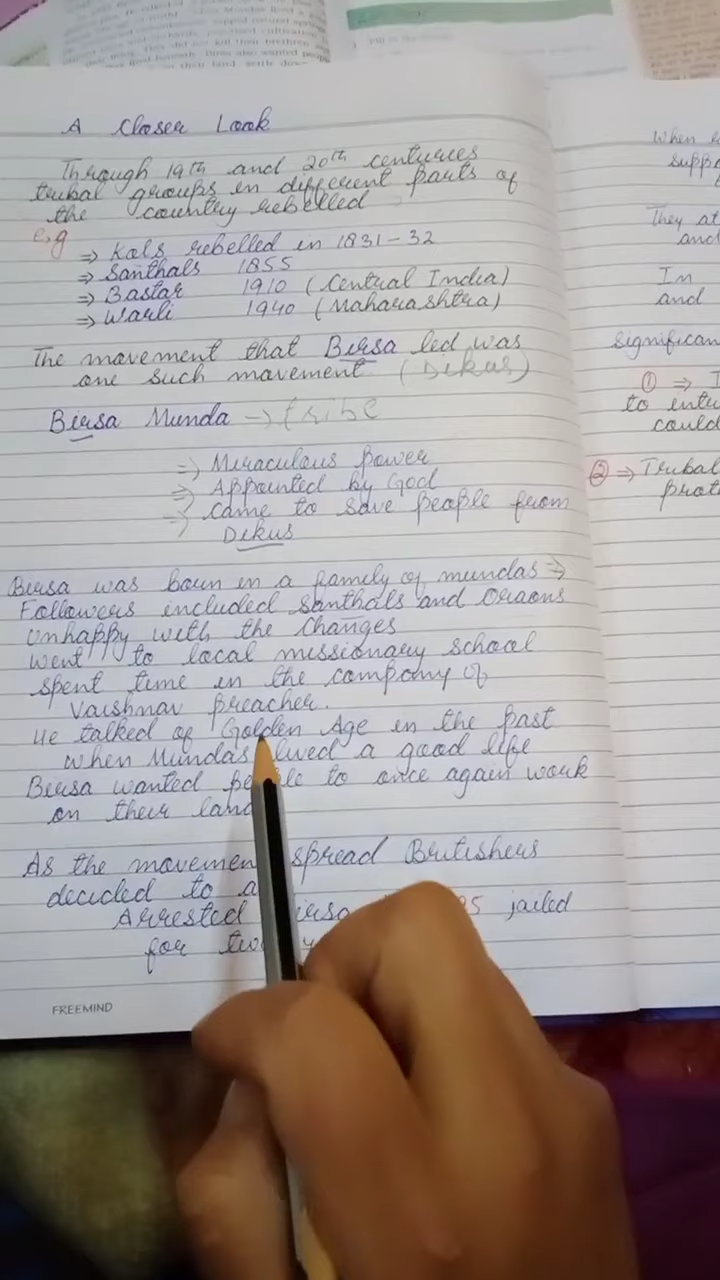 A Closer Look
Through 19th and 20th centuries
tribal groups in different parts of
the country rebelled
e.g
⇒ Kols rebelled in 1831-32
⇒ Santhals 1855
⇒ Bastar 1910 (Central India)
⇒ Warli 1940 (Maharashtra)
The movement that Birsa led was
one such movement (Dikus)
Birsa Munda → tribe
⇒ Miraculous power
⇒ Appointed by God
⇒ came to save people from
Dikus
Birsa was born in a family of mundas ⇒
Followers included Santhals and Oraons
Unhappy with the changes
Went to local missionary school
spent time in the company of
Vaishnav preacher.
He talked of Golden Age in the past
when Mundas lived a good life
Birsa wanted to once again work
on their land
As the movement spread Britishers
decided to
Arrested jailed
for
FREEMIND
When
They at
and
In
and
significan
① ⇒
to
could
② ⇒ Tribal